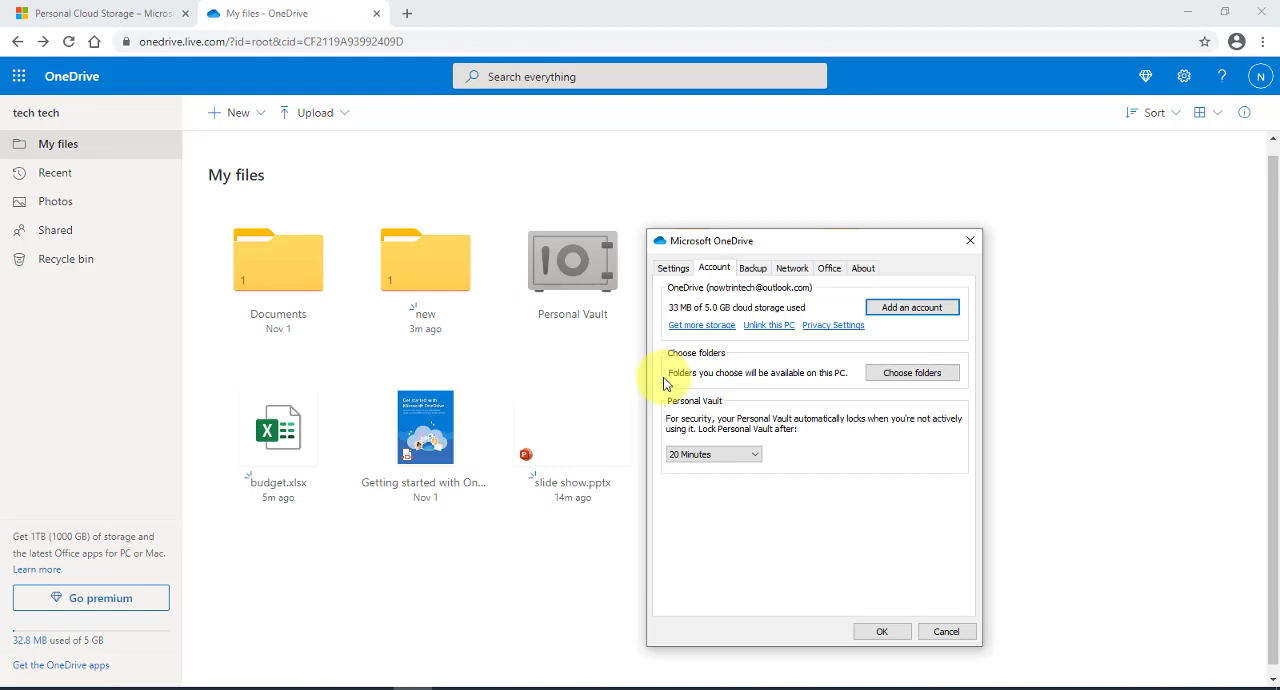 Personal Cloud Storage – Micros
My files - OneDrive
onedrive.live.com/?id=root&cid=CF2119A93992409D
OneDrive
Search everything
N
tech tech
New
Upload
Sort
My files
Recent
Photos
Shared
Recycle bin
My files
1
Documents
Nov 1
1
new
3m ago
Personal Vault
budget.xlsx
5m ago
Get started with
Microsoft OneDrive
Getting started with On...
Nov 1
slide show.pptx
14m ago
Microsoft OneDrive
Settings
Account
Backup
Network
Office
About
OneDrive (nowtrintech@outlook.com)
33 MB of 5.0 GB cloud storage used
Add an account
Get more storage
Unlink this PC
Privacy Settings
Choose folders
Folders you choose will be available on this PC.
Choose folders
Personal Vault
For security, your Personal Vault automatically locks when you're not actively
using it. Lock Personal Vault after:
20 Minutes
OK
Cancel
Get 1TB (1000 GB) of storage and
the latest Office apps for PC or Mac.
Learn more.
Go premium
32.8 MB used of 5 GB
Get the OneDrive apps